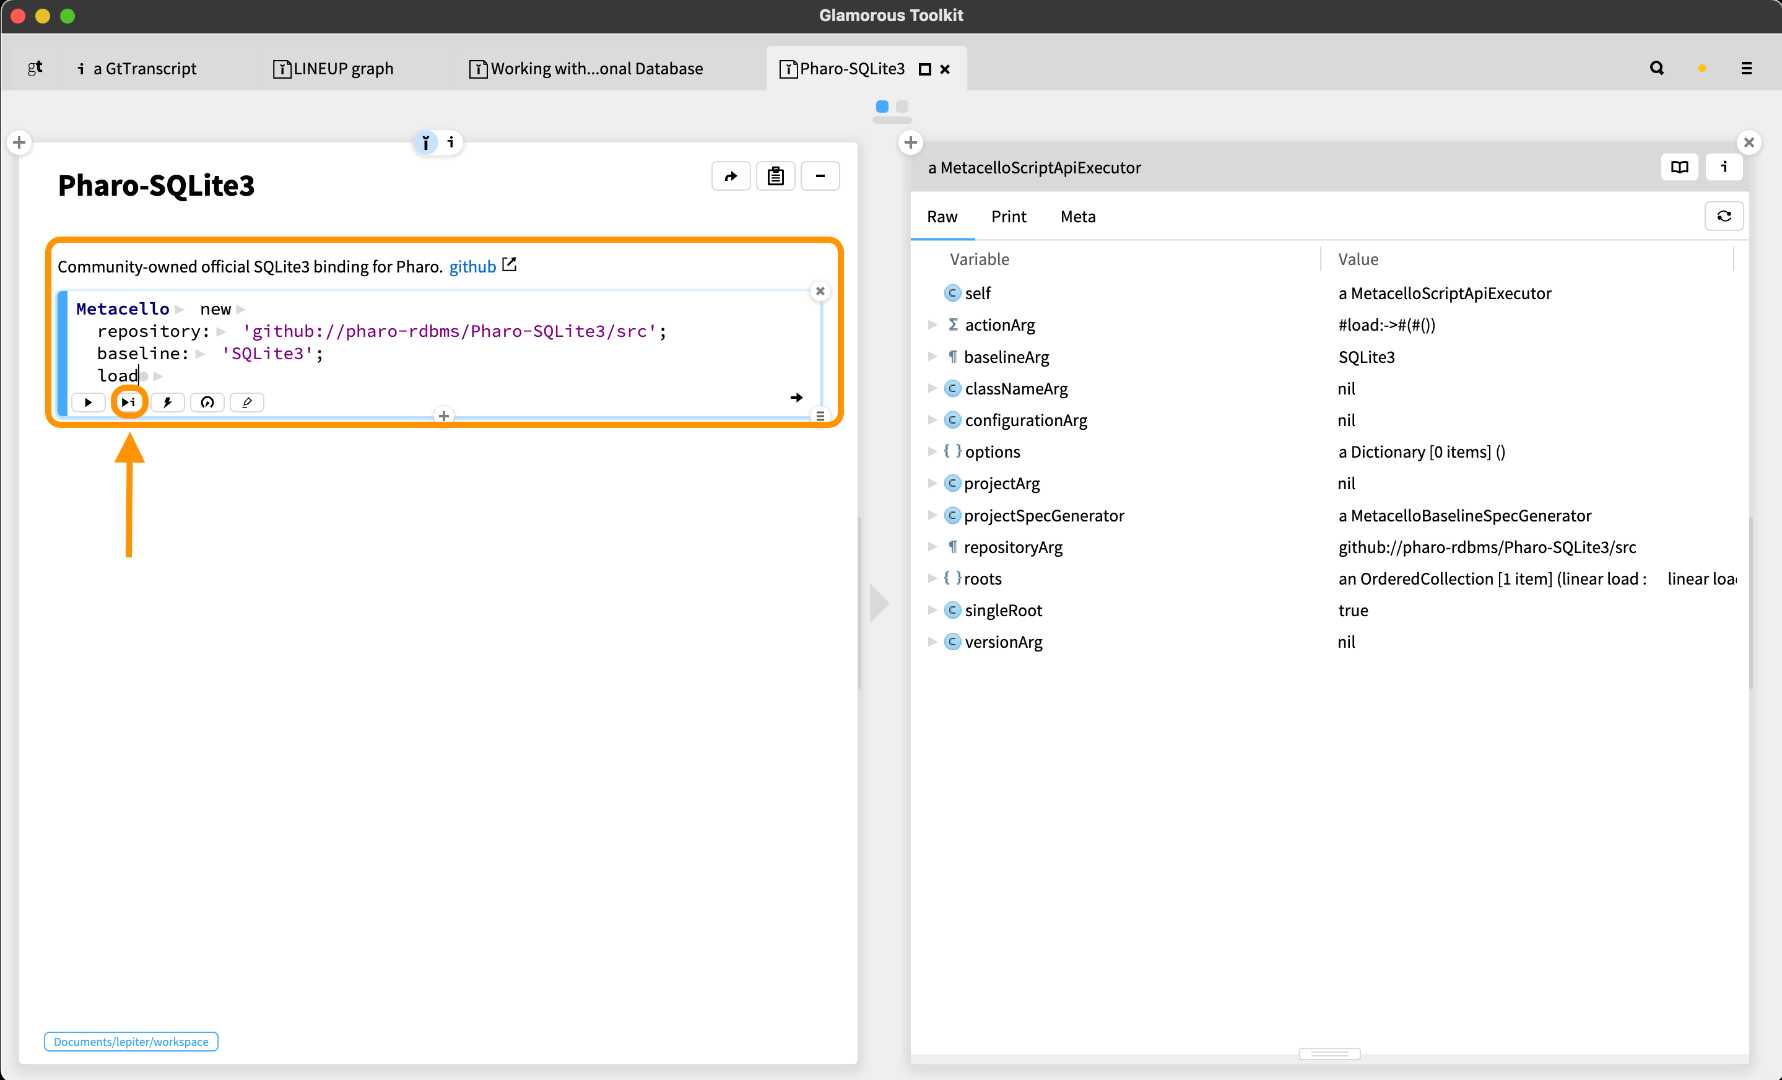 Glamorous Toolkit
gt
i a GtTranscript
LINEUP graph
Working with...onal Database
Pharo-SQLite3
Pharo-SQLite3
Community-owned official SQLite3 binding for Pharo. github
Metacello new
repository: 'github://pharo-rdbms/Pharo-SQLite3/src';
baseline: 'SQLite3';
load
Documents/lepiter/workspace
a MetacelloScriptApiExecutor
i
Raw Print Meta
Variable Value
self a MetacelloScriptApiExecutor
actionArg #load:->#(#())
baselineArg SQLite3
classNameArg nil
configurationArg nil
options a Dictionary [0 items] ()
projectArg nil
projectSpecGenerator a MetacelloBaselineSpecGenerator
repositoryArg github://pharo-rdbms/Pharo-SQLite3/src
roots an OrderedCollection [1 item] (linear load : linear loa
singleRoot true
versionArg nil